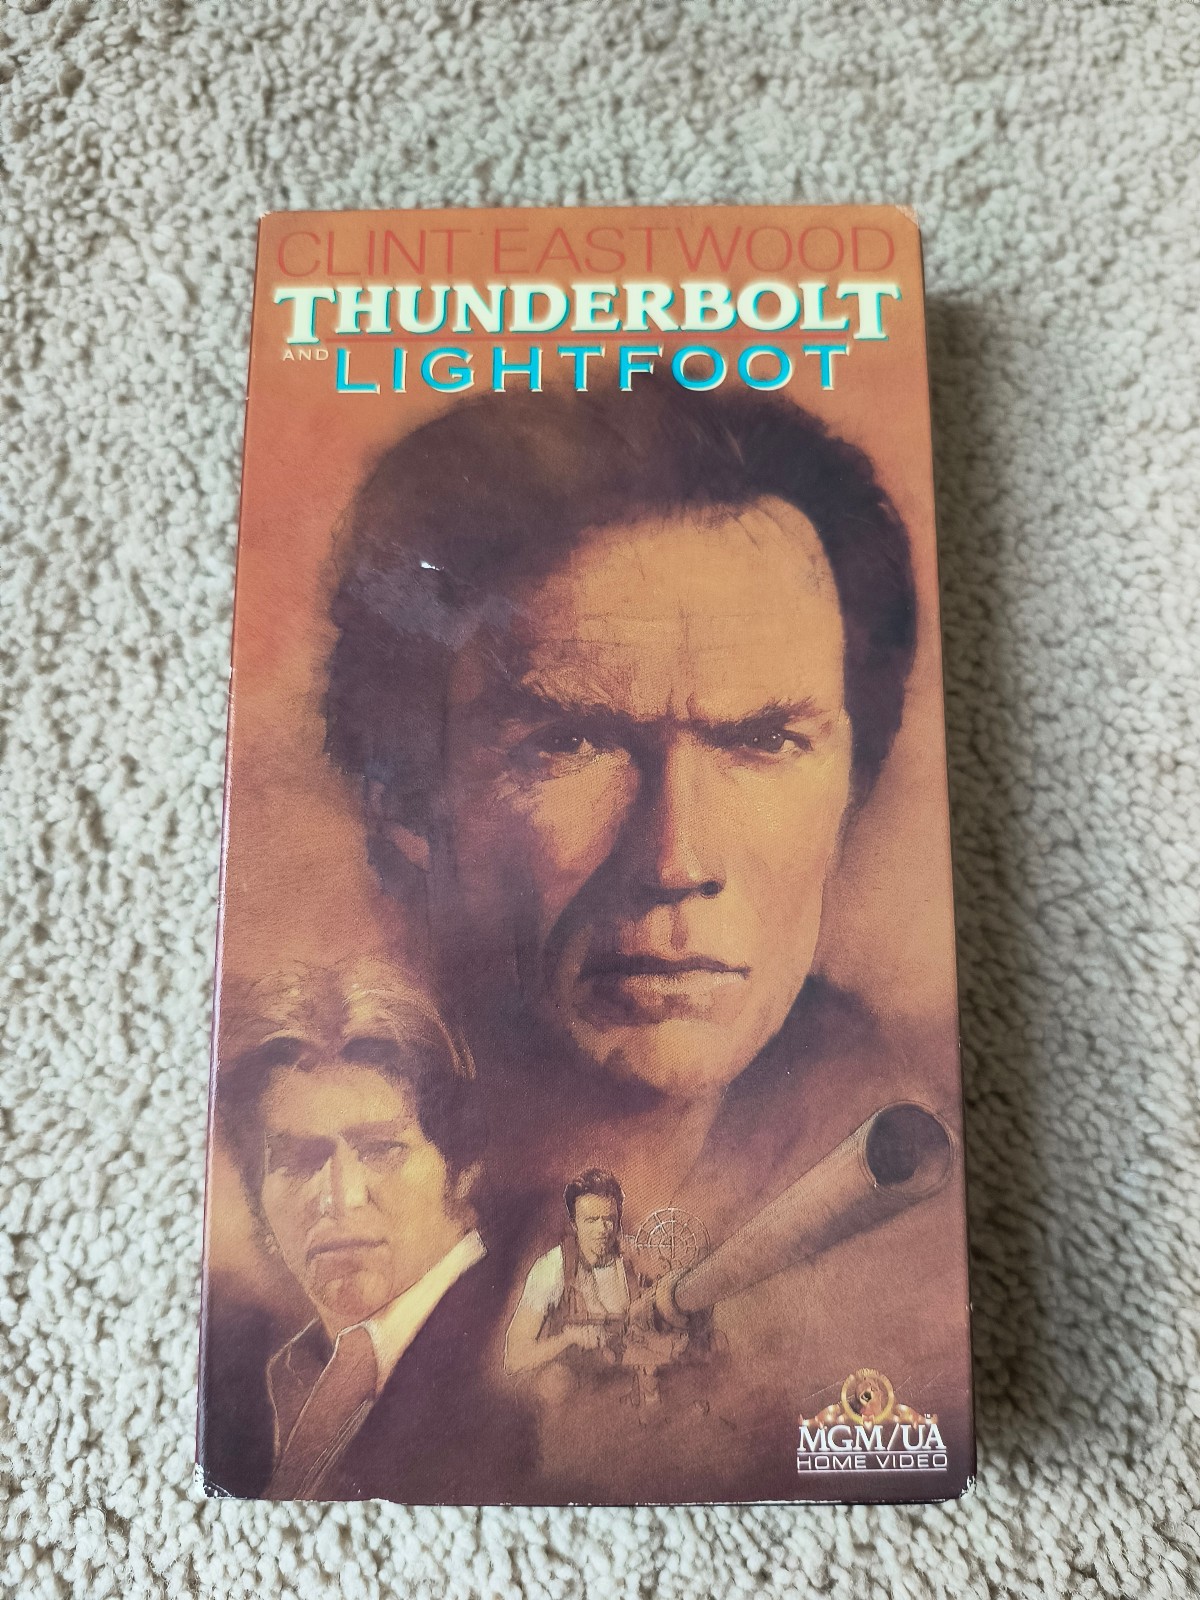 CLINT EASTWOOD
THUNDERBOLT
AND LIGHTFOOT
MGM/UA
HOME VIDEO